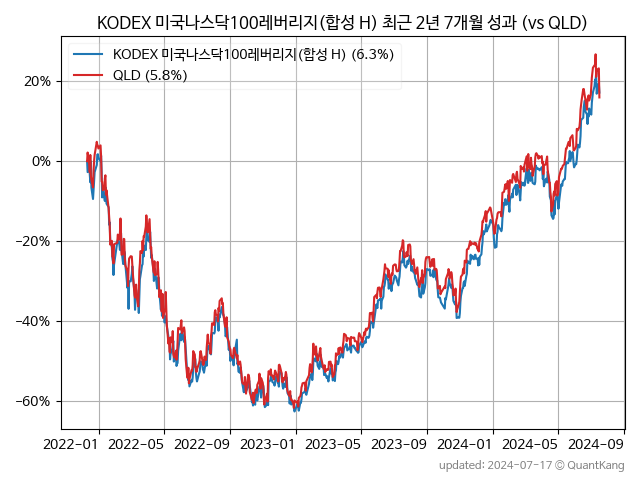 KODEX 미국나스닥100레버리지(합성 H) 최근 2년 7개월 성과 (vs QLD)
KODEX 미국나스닥100레버리지(합성 H) (6.3%)
QLD (5.8%)
20%
0%
−20%
−40%
−60%
2022-01 2022-05 2022-09 2023-01 2023-05 2023-09 2024-01 2024-05 2024-09
updated: 2024-07-17 © QuantKang